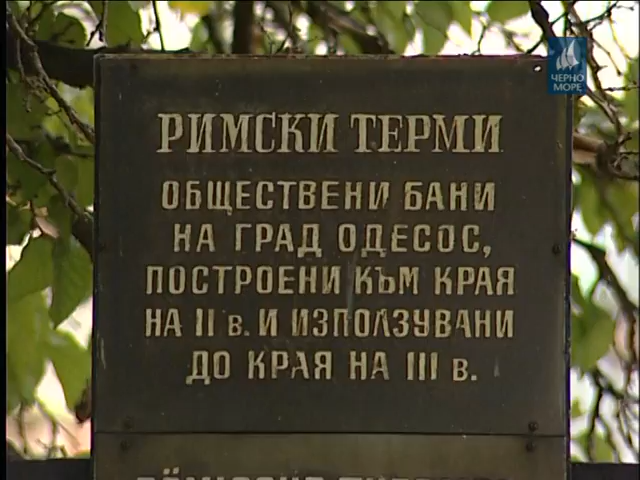 ЧЕРНО
МОРЕ
РИМСКИ ТЕРМИ
ОБЩЕСТВЕНИ БАНИ
НА ГРАД ОДЕСОС,
ПОСТРОЕНИ КЪМ КРАЯ
НА II В. И ИЗПОЛЗУВАНИ
ДО КРАЯ НА III В.